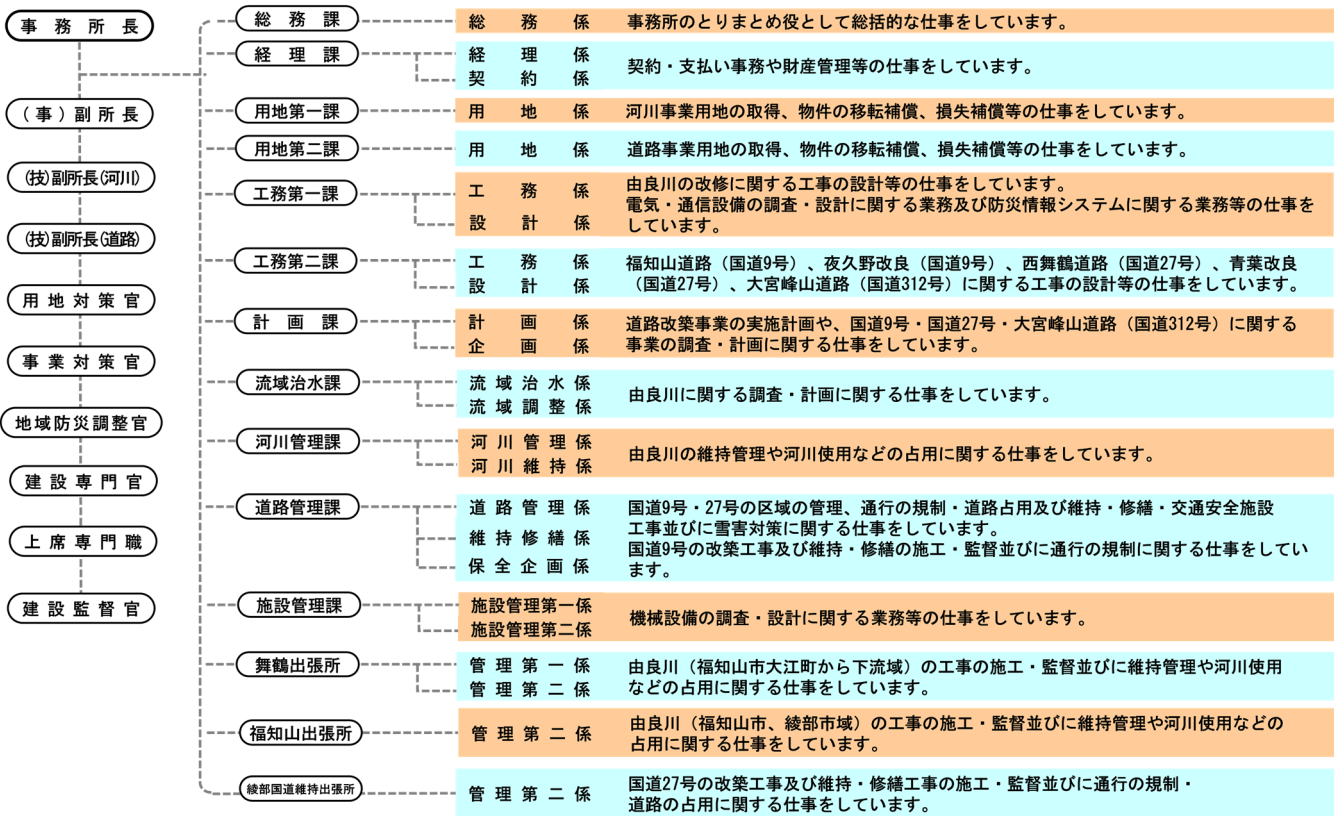 事務所長
(事)副所長
(技)副所長(河川)
(技)副所長(道路)
用地対策官
事業対策官
地域防災調整官
建設専門官
上席専門職
建設監督官
総務課
総務係
事務所のとりまとめ役として総括的な仕事をしています。
経理課
経理係
契約係
契約・支払い事務や財産管理等の仕事をしています。
用地第一課
用地係
河川事業用地の取得、物件の移転補償、損失補償等の仕事をしています。
用地第二課
用地係
道路事業用地の取得、物件の移転補償、損失補償等の仕事をしています。
工務第一課
工務係
設計係
由良川の改修に関する工事の設計等の仕事をしています。
電気・通信設備の調査・設計に関する業務及び防災情報システムに関する業務等の仕事を
しています。
工務第二課
工務係
設計係
福知山道路（国道9号）、夜久野改良（国道9号）、西舞鶴道路（国道27号）、青葉改良
（国道27号）、大宮峰山道路（国道312号）に関する工事の設計等の仕事をしています。
計画課
計画係
企画係
道路改築事業の実施計画や、国道9号・国道27号・大宮峰山道路（国道312号）に関する
事業の調査・計画に関する仕事をしています。
流域治水課
流域治水係
流域調整係
由良川に関する調査・計画に関する仕事をしています。
河川管理課
河川管理係
河川維持係
由良川の維持管理や河川使用などの占用に関する仕事をしています。
道路管理課
道路管理係
維持修繕係
保全企画係
国道9号・27号の区域の管理、通行の規制・道路占用及び維持・修繕・交通安全施設
工事並びに雪害対策に関する仕事をしています。
国道9号の改築工事及び維持・修繕の施工・監督並びに通行の規制に関する仕事をしてい
ます。
施設管理課
施設管理第一係
施設管理第二係
機械設備の調査・設計に関する業務等の仕事をしています。
舞鶴出張所
管理第一係
管理第二係
由良川（福知山市大江町から下流域）の工事の施工・監督並びに維持管理や河川使用
などの占用に関する仕事をしています。
福知山出張所
管理第二係
由良川（福知山市、綾部市域）の工事の施工・監督並びに維持管理や河川使用などの
占用に関する仕事をしています。
綾部国道維持出張所
管理第二係
国道27号の改築工事及び維持・修繕工事の施工・監督並びに通行の規制・
道路の占用に関する仕事をしています。